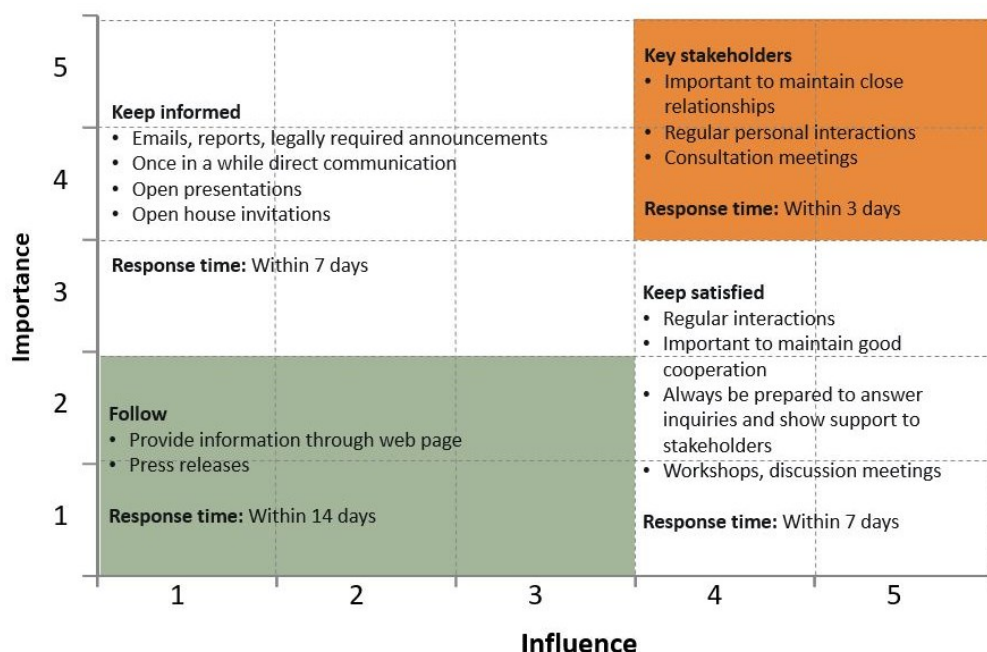 Importance
5
4
3
2
1
Keep informed
• Emails, reports, legally required announcements
• Once in a while direct communication
• Open presentations
• Open house invitations
Response time: Within 7 days
Key stakeholders
• Important to maintain close
relationships
• Regular personal interactions
• Consultation meetings
Response time: Within 3 days
Follow
• Provide information through web page
• Press releases
Response time: Within 14 days
Keep satisfied
• Regular interactions
• Important to maintain good
cooperation
• Always be prepared to answer
inquiries and show support to
stakeholders
• Workshops, discussion meetings
Response time: Within 7 days
1 2 3 4 5
Influence